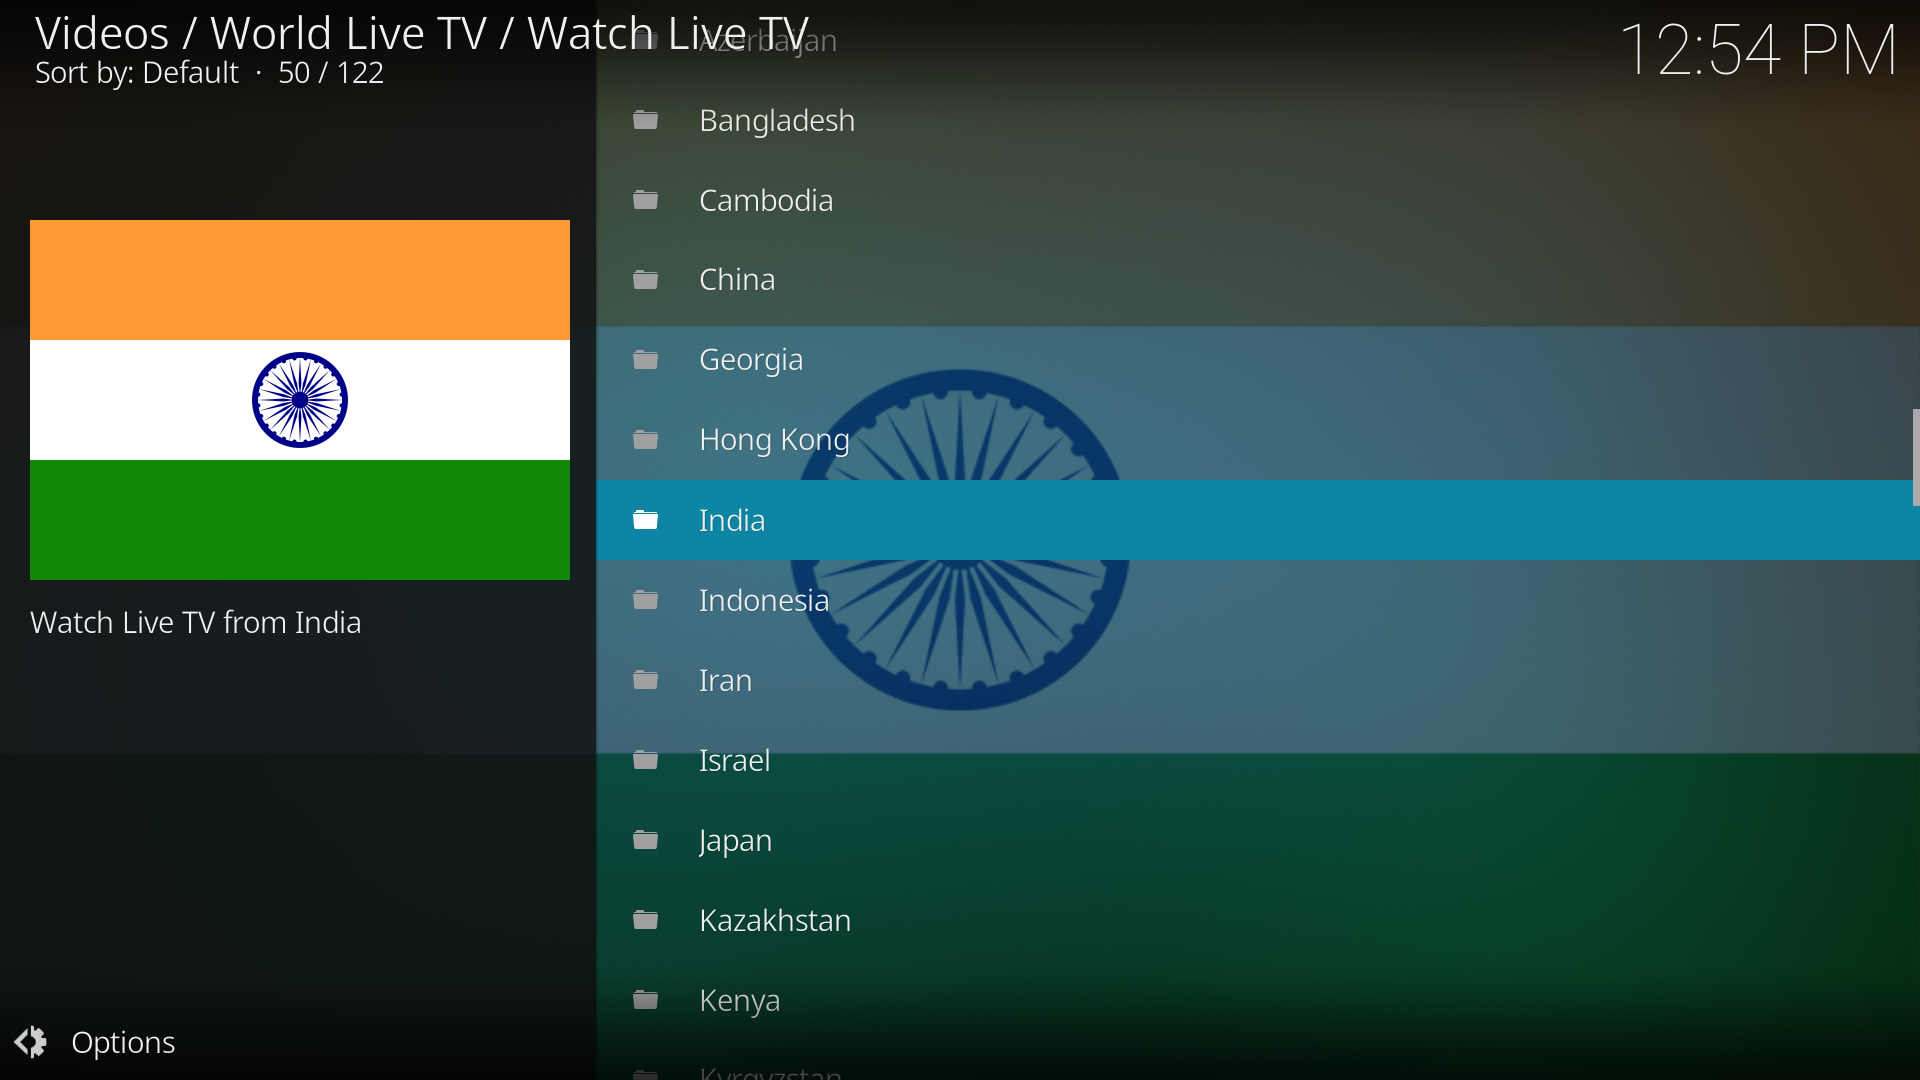 Videos / World Live TV / Watch Live TV
Sort by: Default · 50 / 122
12:54 PM
Azerbaijan
Bangladesh
Cambodia
China
Georgia
Hong Kong
India
Indonesia
Iran
Israel
Japan
Kazakhstan
Kenya
Kyrgyzstan
Watch Live TV from India
Options